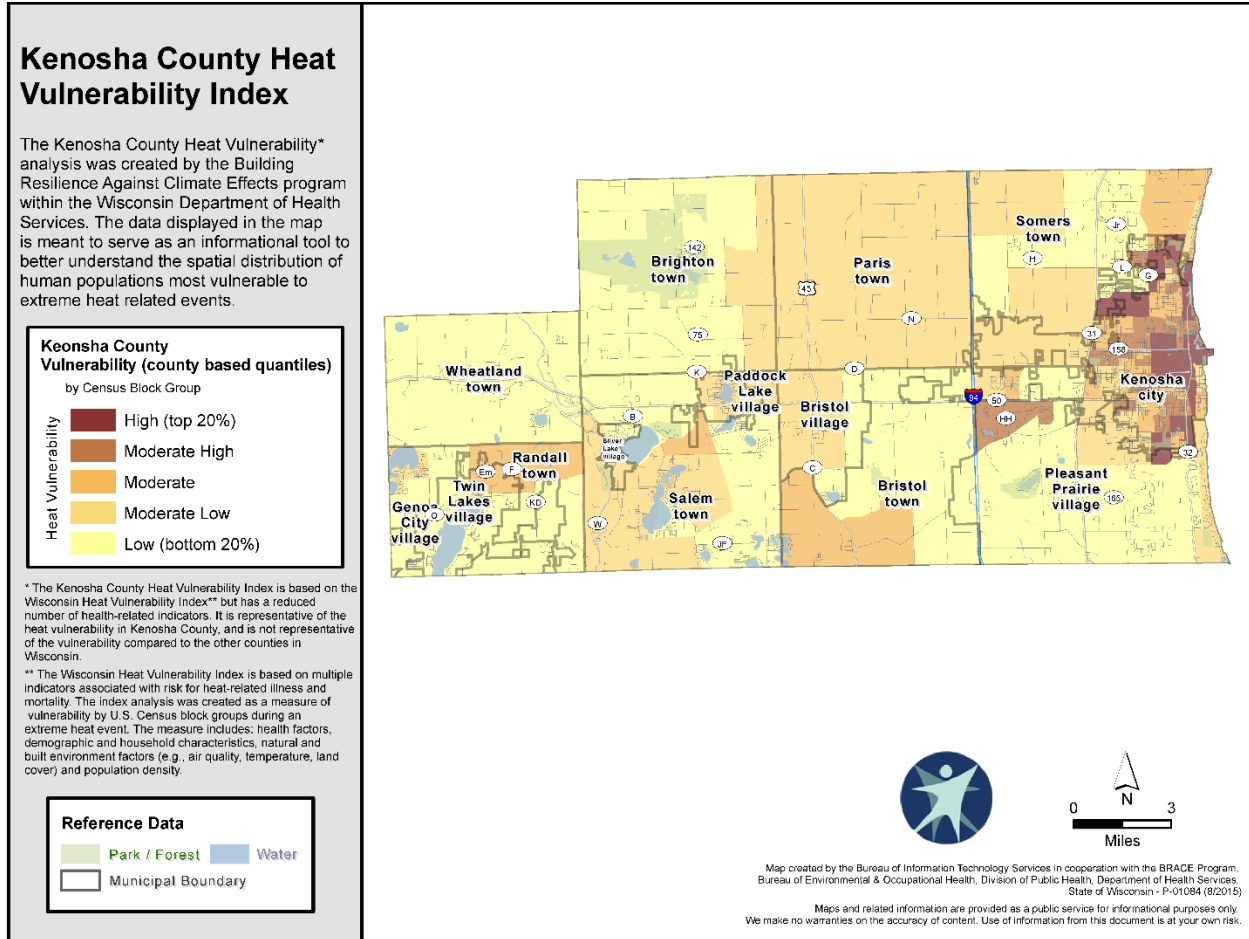 Kenosha County Heat
Vulnerability Index
The Kenosha County Heat Vulnerability*
analysis was created by the Building
Resilience Against Climate Effects program
within the Wisconsin Department of Health
Services. The data displayed in the map
is meant to serve as an informational tool to
better understand the spatial distribution of
human populations most vulnerable to
extreme heat related events.
Keonsha County
Vulnerability (county based quantiles)
by Census Block Group
Heat Vulnerability
High (top 20%)
Moderate High
Moderate
Moderate Low
Low (bottom 20%)
* The Kenosha County Heat Vulnerability Index is based on the
Wisconsin Heat Vulnerability Index** but has a reduced
number of health-related indicators. It is representative of the
heat vulnerability in Kenosha County, and is not representative
of the vulnerability compared to the other counties in
Wisconsin.
** The Wisconsin Heat Vulnerability Index is based on multiple
indicators associated with risk for heat-related illness and
mortality. The index analysis was created as a measure of
vulnerability by U.S. Census block groups during an
extreme heat event. The measure includes: health factors,
demographic and household characteristics, natural and
built environment factors (e.g., air quality, temperature, land
cover) and population density.
Reference Data
Park / Forest
Water
Municipal Boundary
Somers
town
Jr
H
L
G
142
Brighton
town
Paris
town
45
N
75
31
158
Wheatland
town
K
D
Paddock
Lake
village
Kenosha
city
94
50
HH
B
Bristol
village
Silver
Lake
village
32
Randall
town
Em
F
C
Pleasant
Prairie
village
165
Twin
Lakes
village
KD
Salem
town
Bristol
town
Genoa
City
village
O
W
JF
0
3
N
Miles
Map created by the Bureau of Information Technology Services in cooperation with the BRACE Program,
Bureau of Environmental & Occupational Health, Division of Public Health, Department of Health Services,
State of Wisconsin - P-01084 (8/2015)
Maps and related information are provided as a public service for informational purposes only.
We make no warranties on the accuracy of content. Use of information from this document is at your own risk.